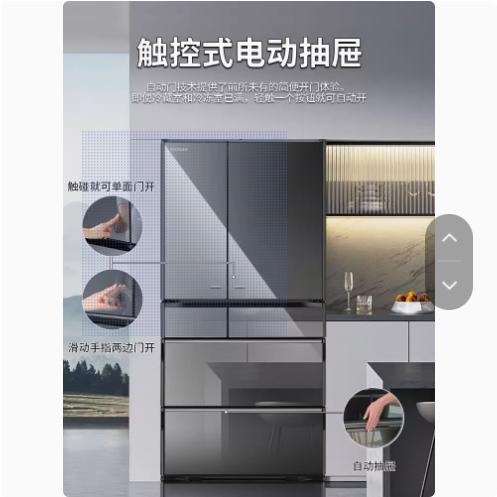 触控式电动抽屉
自动门技术提供了前所未有的简便开门体验。
即使冷藏室和冷冻室已满，轻触一个按钮就可自动开
触碰就可单面门开
滑动手指两边门开
自动抽屉